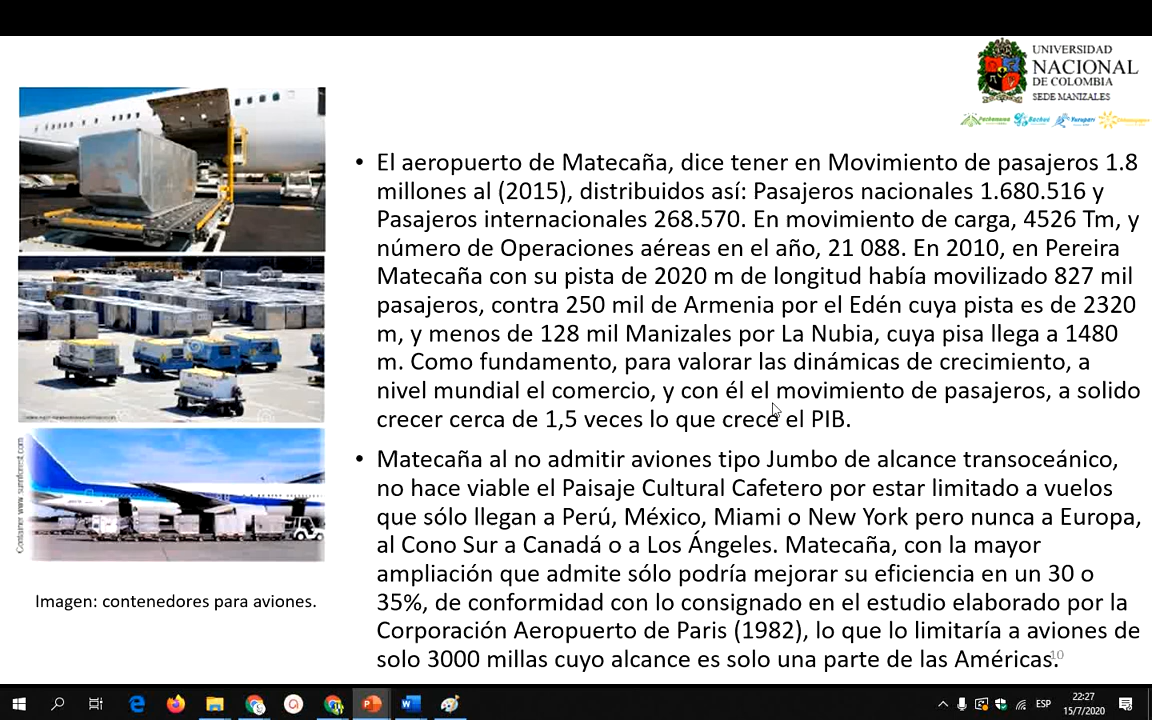 UNIVERSIDAD
NACIONAL
DE COLOMBIA
SEDE MANIZALES
• El aeropuerto de Matecaña, dice tener en Movimiento de pasajeros 1.8
millones al (2015), distribuidos así: Pasajeros nacionales 1.680.516 y
Pasajeros internacionales 268.570. En movimiento de carga, 4526 Tm, y
número de Operaciones aéreas en el año, 21 088. En 2010, en Pereira
Matecaña con su pista de 2020 m de longitud había movilizado 827 mil
pasajeros, contra 250 mil de Armenia por el Edén cuya pista es de 2320
m, y menos de 128 mil Manizales por La Nubia, cuya pisa llega a 1480
m. Como fundamento, para valorar las dinámicas de crecimiento, a
nivel mundial el comercio, y con él el movimiento de pasajeros, a solido
crecer cerca de 1,5 veces lo que crece el PIB.
• Matecaña al no admitir aviones tipo Jumbo de alcance transoceánico,
no hace viable el Paisaje Cultural Cafetero por estar limitado a vuelos
que sólo llegan a Perú, México, Miami o New York pero nunca a Europa,
al Cono Sur a Canadá o a Los Ángeles. Matecaña, con la mayor
ampliación que admite sólo podría mejorar su eficiencia en un 30 o
35%, de conformidad con lo consignado en el estudio elaborado por la
Corporación Aeropuerto de Paris (1982), lo que lo limitaría a aviones de
solo 3000 millas cuyo alcance es solo una parte de las Américas.
10
Imagen: contenedores para aviones.
ESP
22:27
15/7/2020